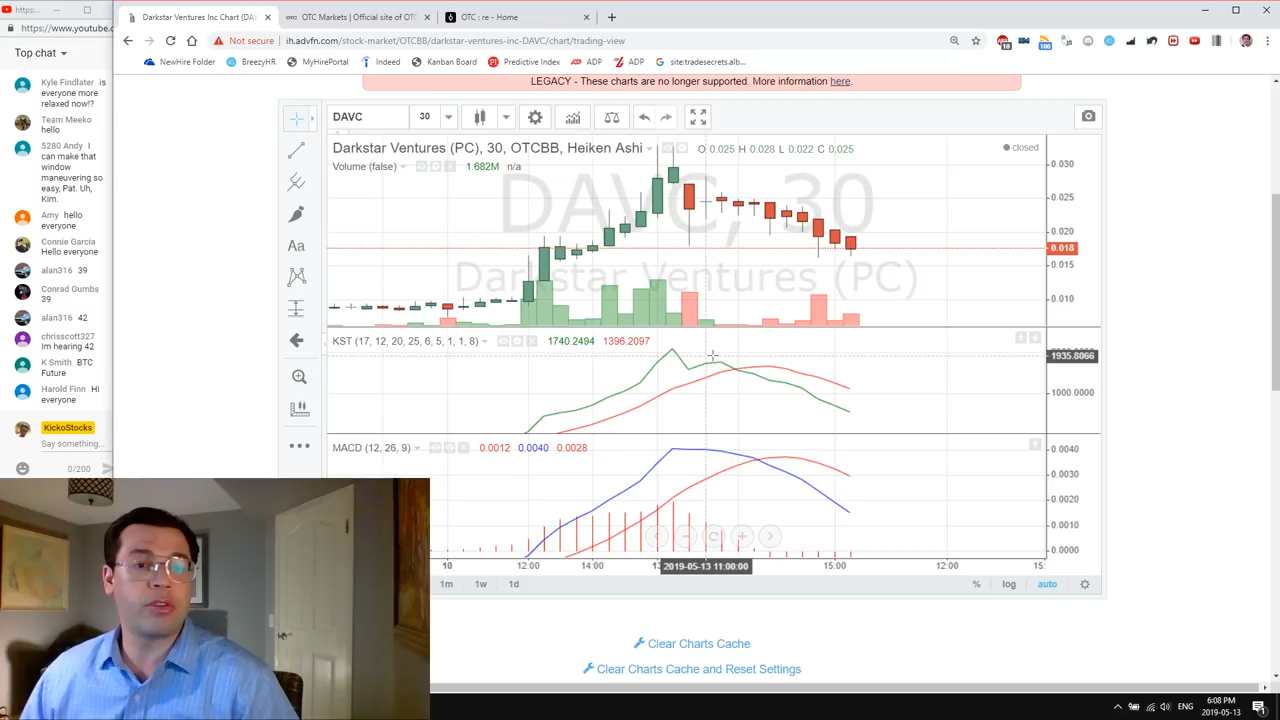 Darkstar Ventures Inc Chart (DAV
OTC Markets | Official site of OT
OTC : re - Home
https://www.youtube.c
Not secure
ih.advfn.com/stock-market/OTCBB/darkstar-ventures-inc-DAVC/chart/trading-view
NewHire Folder
BreezyHR
MyHirePortal
Indeed
Kanban Board
Predictive Index
ADP
ADP
site:tradesecrets.alb...
Top chat
Kyle Findlater is
everyone more
relaxed now!?
Team Meeko
hello
5280 Andy I
can make that
window
maneuvering so
easy, Pat. Uh,
Kim.
Amy hello
everyone
Connie Garcia
Hello everyone
alan316 39
Conrad Gumbs
39
alan316 42
chrisscott327
Im hearing 42
K Smith BTC
Future
Harold Finn Hi
everyone
KickoStocks
Say something...
0/200
LEGACY - These charts are no longer supported. More information here.
DAVC
30
Darkstar Ventures (PC), 30, OTCBB, Heiken Ashi
O 0.025 H 0.028 L 0.022 C 0.025
closed
Volume (false)
1.682M n/a
DAVC, 30
Darkstar Ventures (PC)
0.030
0.025
0.020
0.018
0.015
0.010
KST (17, 12, 20, 25, 6, 5, 1, 1, 8)
1740.2494 1396.2097
1935.8066
1000.0000
MACD (12, 26, 9)
0.0012 0.0040 0.0028
0.0040
0.0030
0.0020
0.0010
0.0000
10
12:00
14:00
2019-05-13 11:00:00
15:00
12:00
15:
1m
1w
1d
%
log
auto
Clear Charts Cache
Clear Charts Cache and Reset Settings
ENG
6:08 PM
2019-05-13